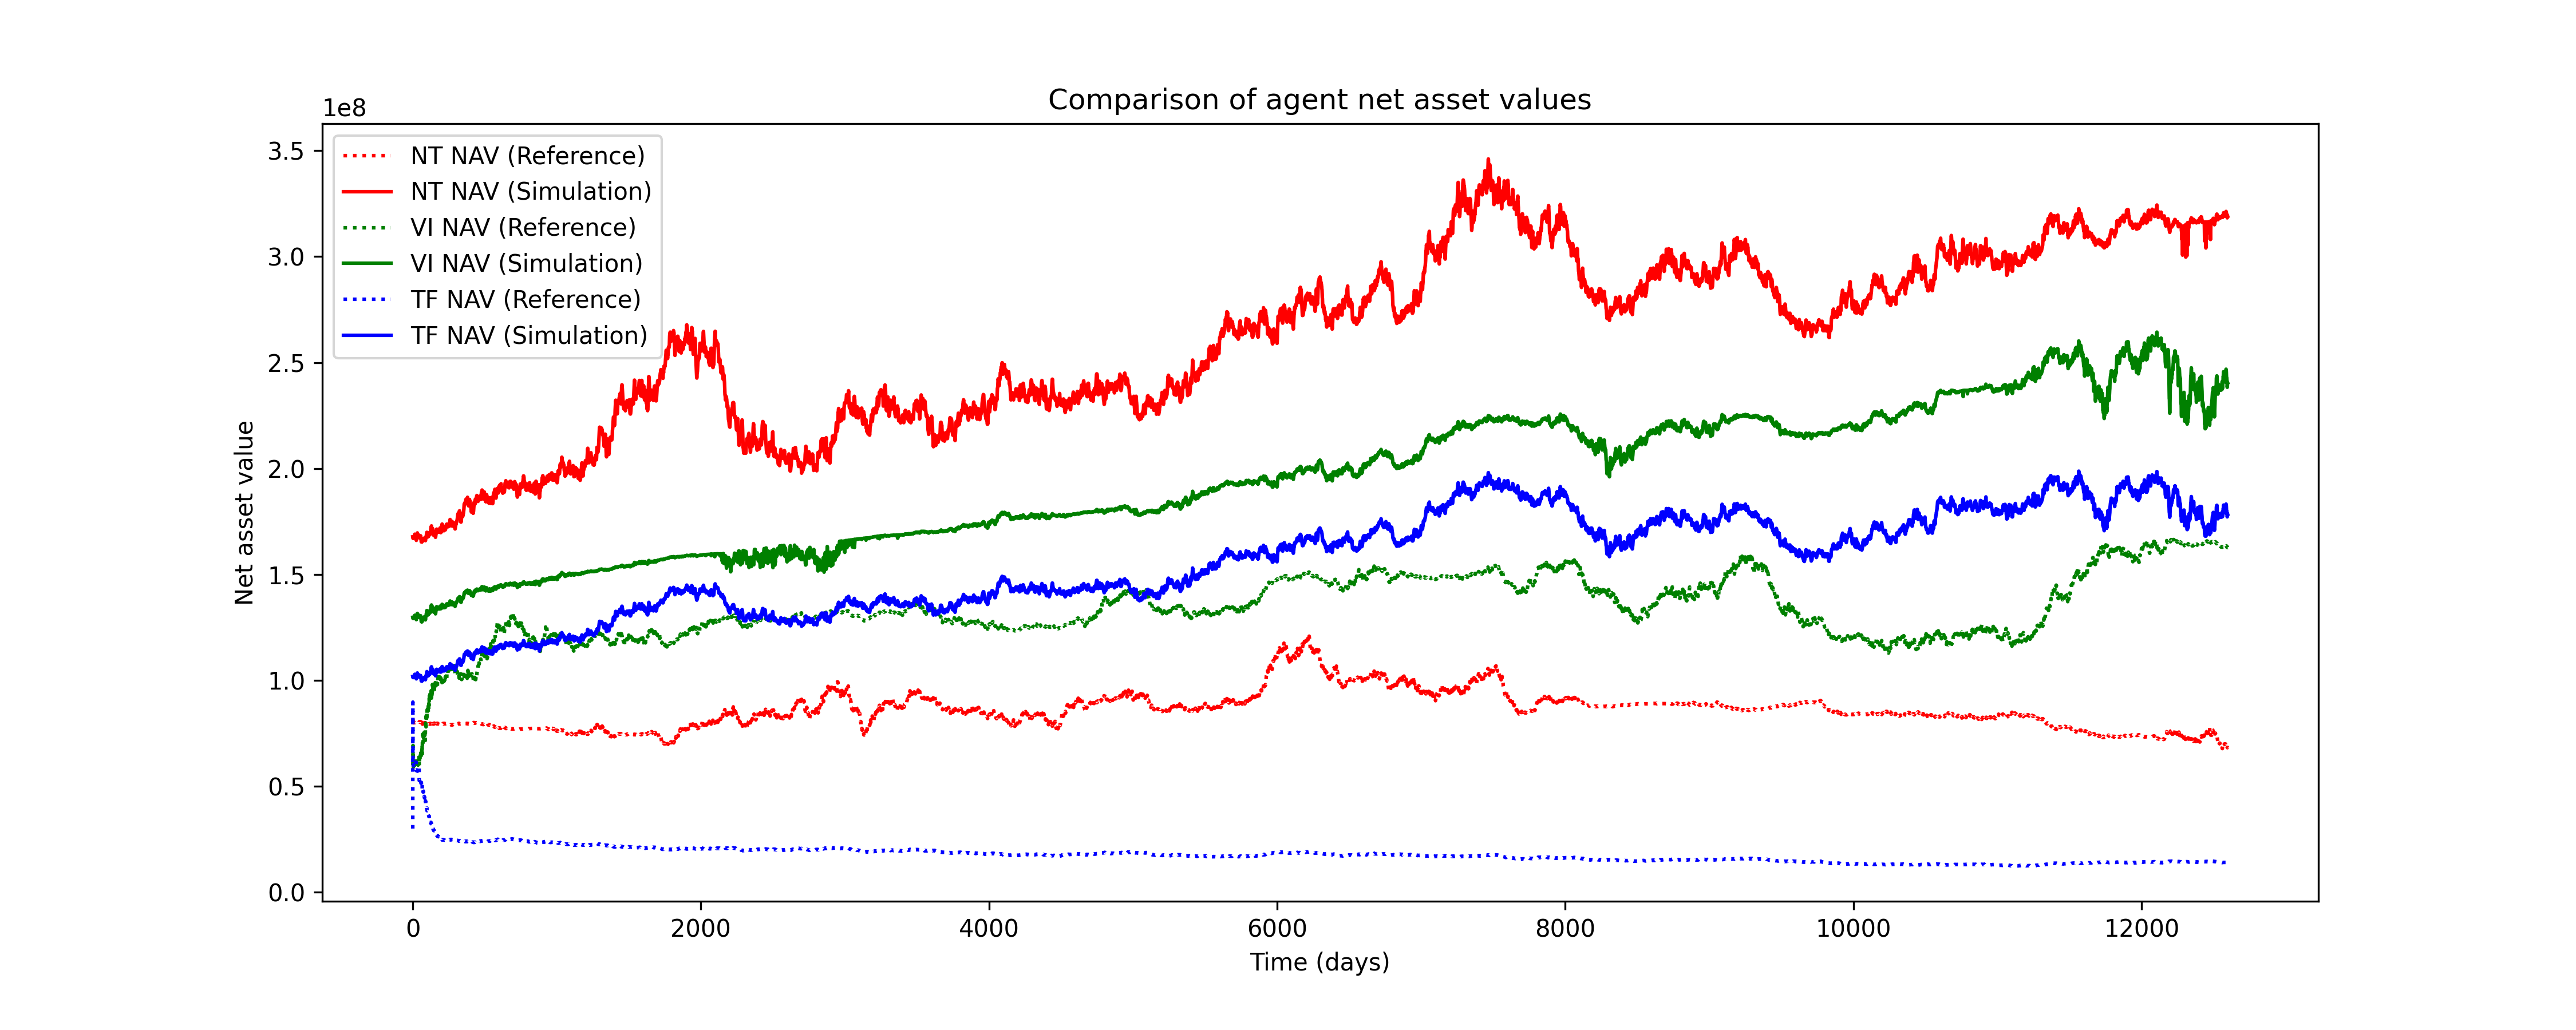 Comparison of agent net asset values
1e8
NT NAV (Reference)
NT NAV (Simulation)
VI NAV (Reference)
VI NAV (Simulation)
TF NAV (Reference)
TF NAV (Simulation)
3.5
3.0
2.5
2.0
1.5
1.0
0.5
0.0
Net asset value
0 2000 4000 6000 8000 10000 12000
Time (days)